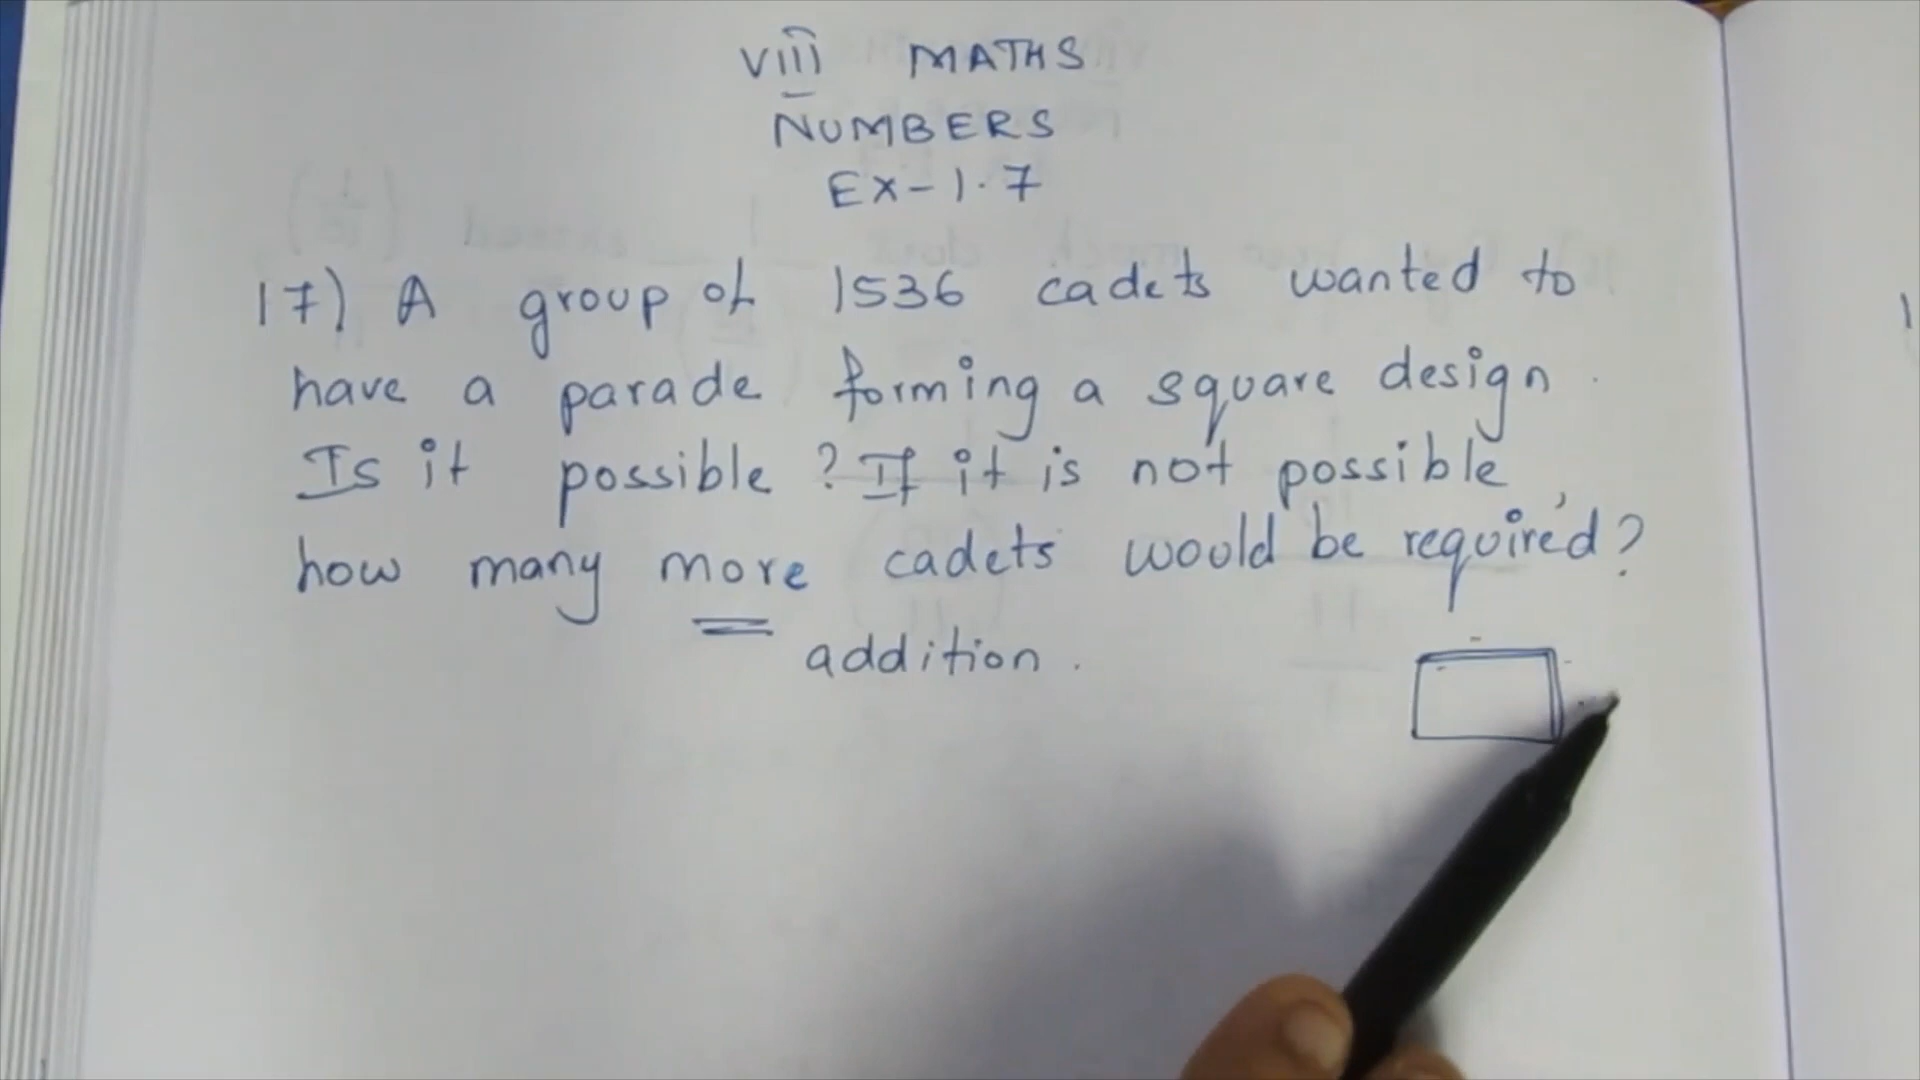 VIII MATHS
NUMBERS
EX-1.7
17) A group of 1536 cadets wanted to
have a parade forming a square design.
Is it possible? If it is not possible,
how many more cadets would be required?
addition.